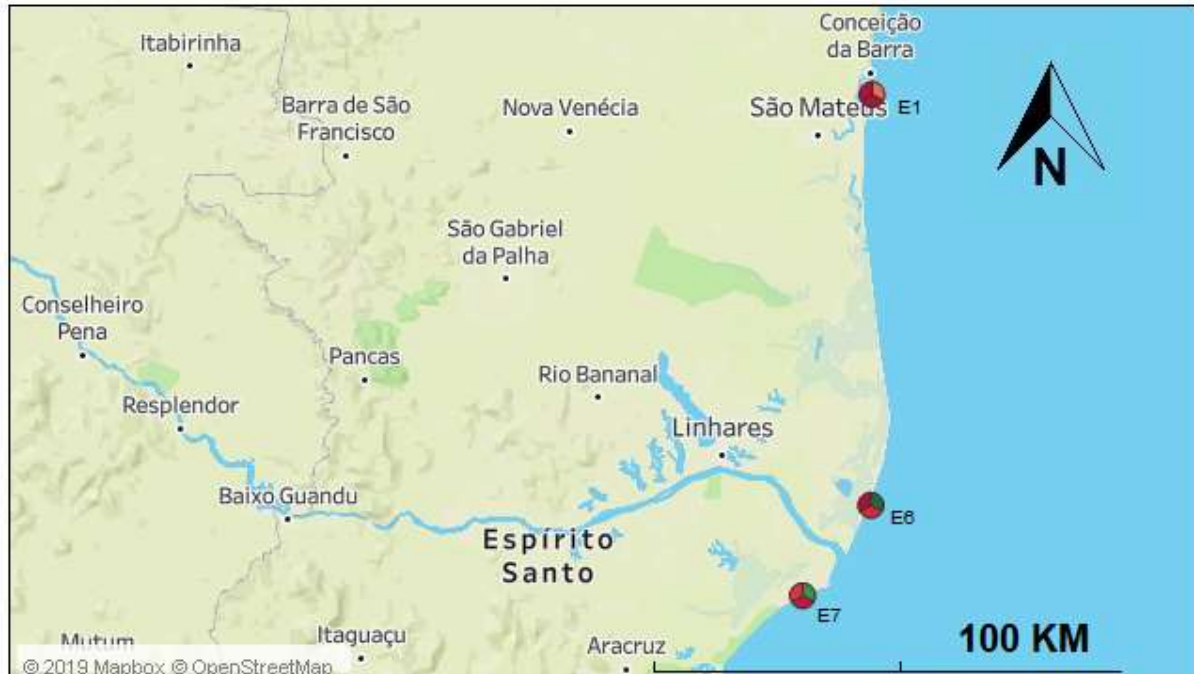 Conceição
da Barra
Itabirinha
E1
Barra de São
Francisco
Nova Venécia
São Mateus
N
São Gabriel
da Palha
Conselheiro
Pena
Pancas
Rio Bananal
Resplendor
Linhares
Baixo Guandu
E6
Espírito
Santo
E7
Mutum
Itaguaçu
Aracruz
100 KM
© 2019 Mapbox © OpenStreetMap